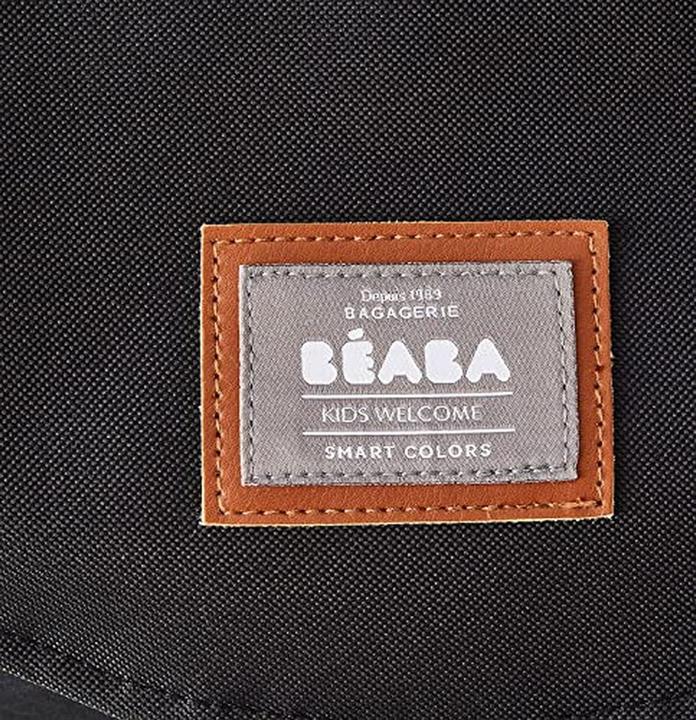 Depuis 1989
BAGAGERIE
BÉABA
KIDS WELCOME
SMART COLORS